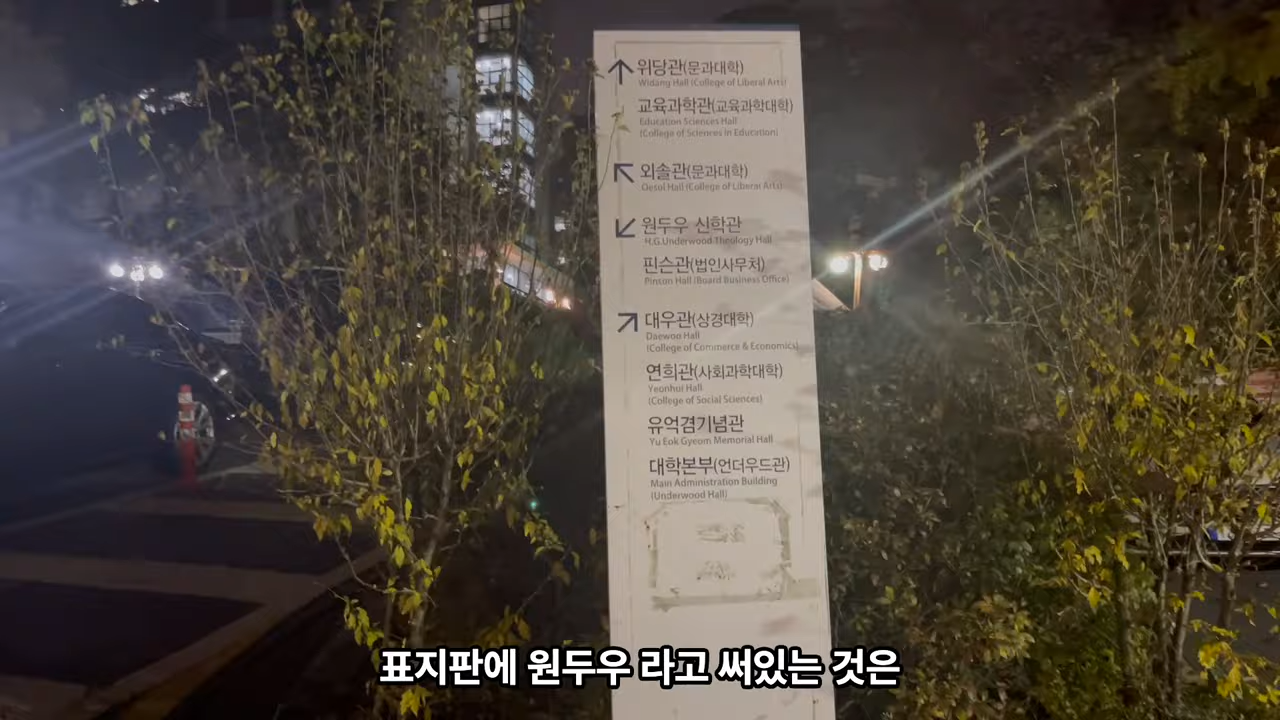 위당관(문과대학)
Widang Hall (College of Liberal Arts)
교육과학관(교육과학대학)
Education Sciences Hall
(College of Sciences in Education)
외솔관(문과대학)
Oesol Hall (College of Liberal Arts)
원두우 신학관
H.G.Underwood Theology Hall
핀슨관(법인사무처)
Pinson Hall (Board Business Office)
대우관(상경대학)
Daewoo Hall
(College of Commerce & Economics)
연희관(사회과학대학)
Yeonhui Hall
(College of Social Sciences)
유억겸기념관
Yu Eok Gyeom Memorial Hall
대학본부(언더우드관)
Main Administration Building
(Underwood Hall)
표지판에 원두우 라고 써있는 것은